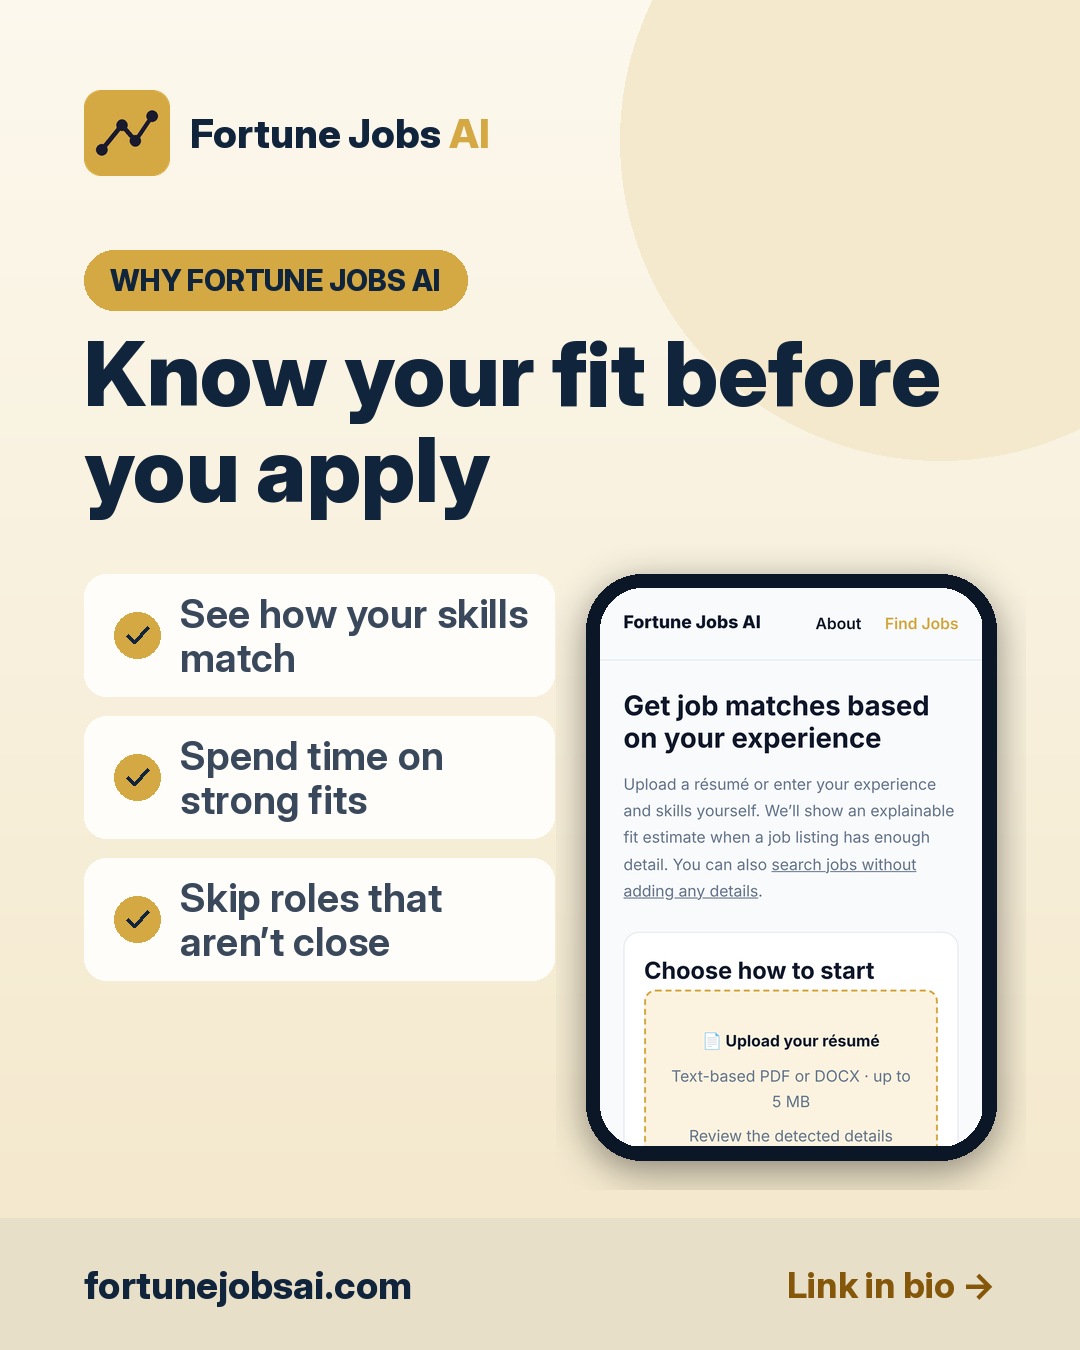 Fortune Jobs AI
WHY FORTUNE JOBS AI
Know your fit before
you apply
See how your skills
match
Spend time on
strong fits
Skip roles that
aren't close
Fortune Jobs AI
About
Find Jobs
Get job matches based
on your experience
Upload a résumé or enter your experience
and skills yourself. We'll show an explainable
fit estimate when a job listing has enough
detail. You can also search jobs without
adding any details.
Choose how to start
📄 Upload your résumé
Text-based PDF or DOCX · up to
5 MB
Review the detected details
fortunejobsai.com
Link in bio →